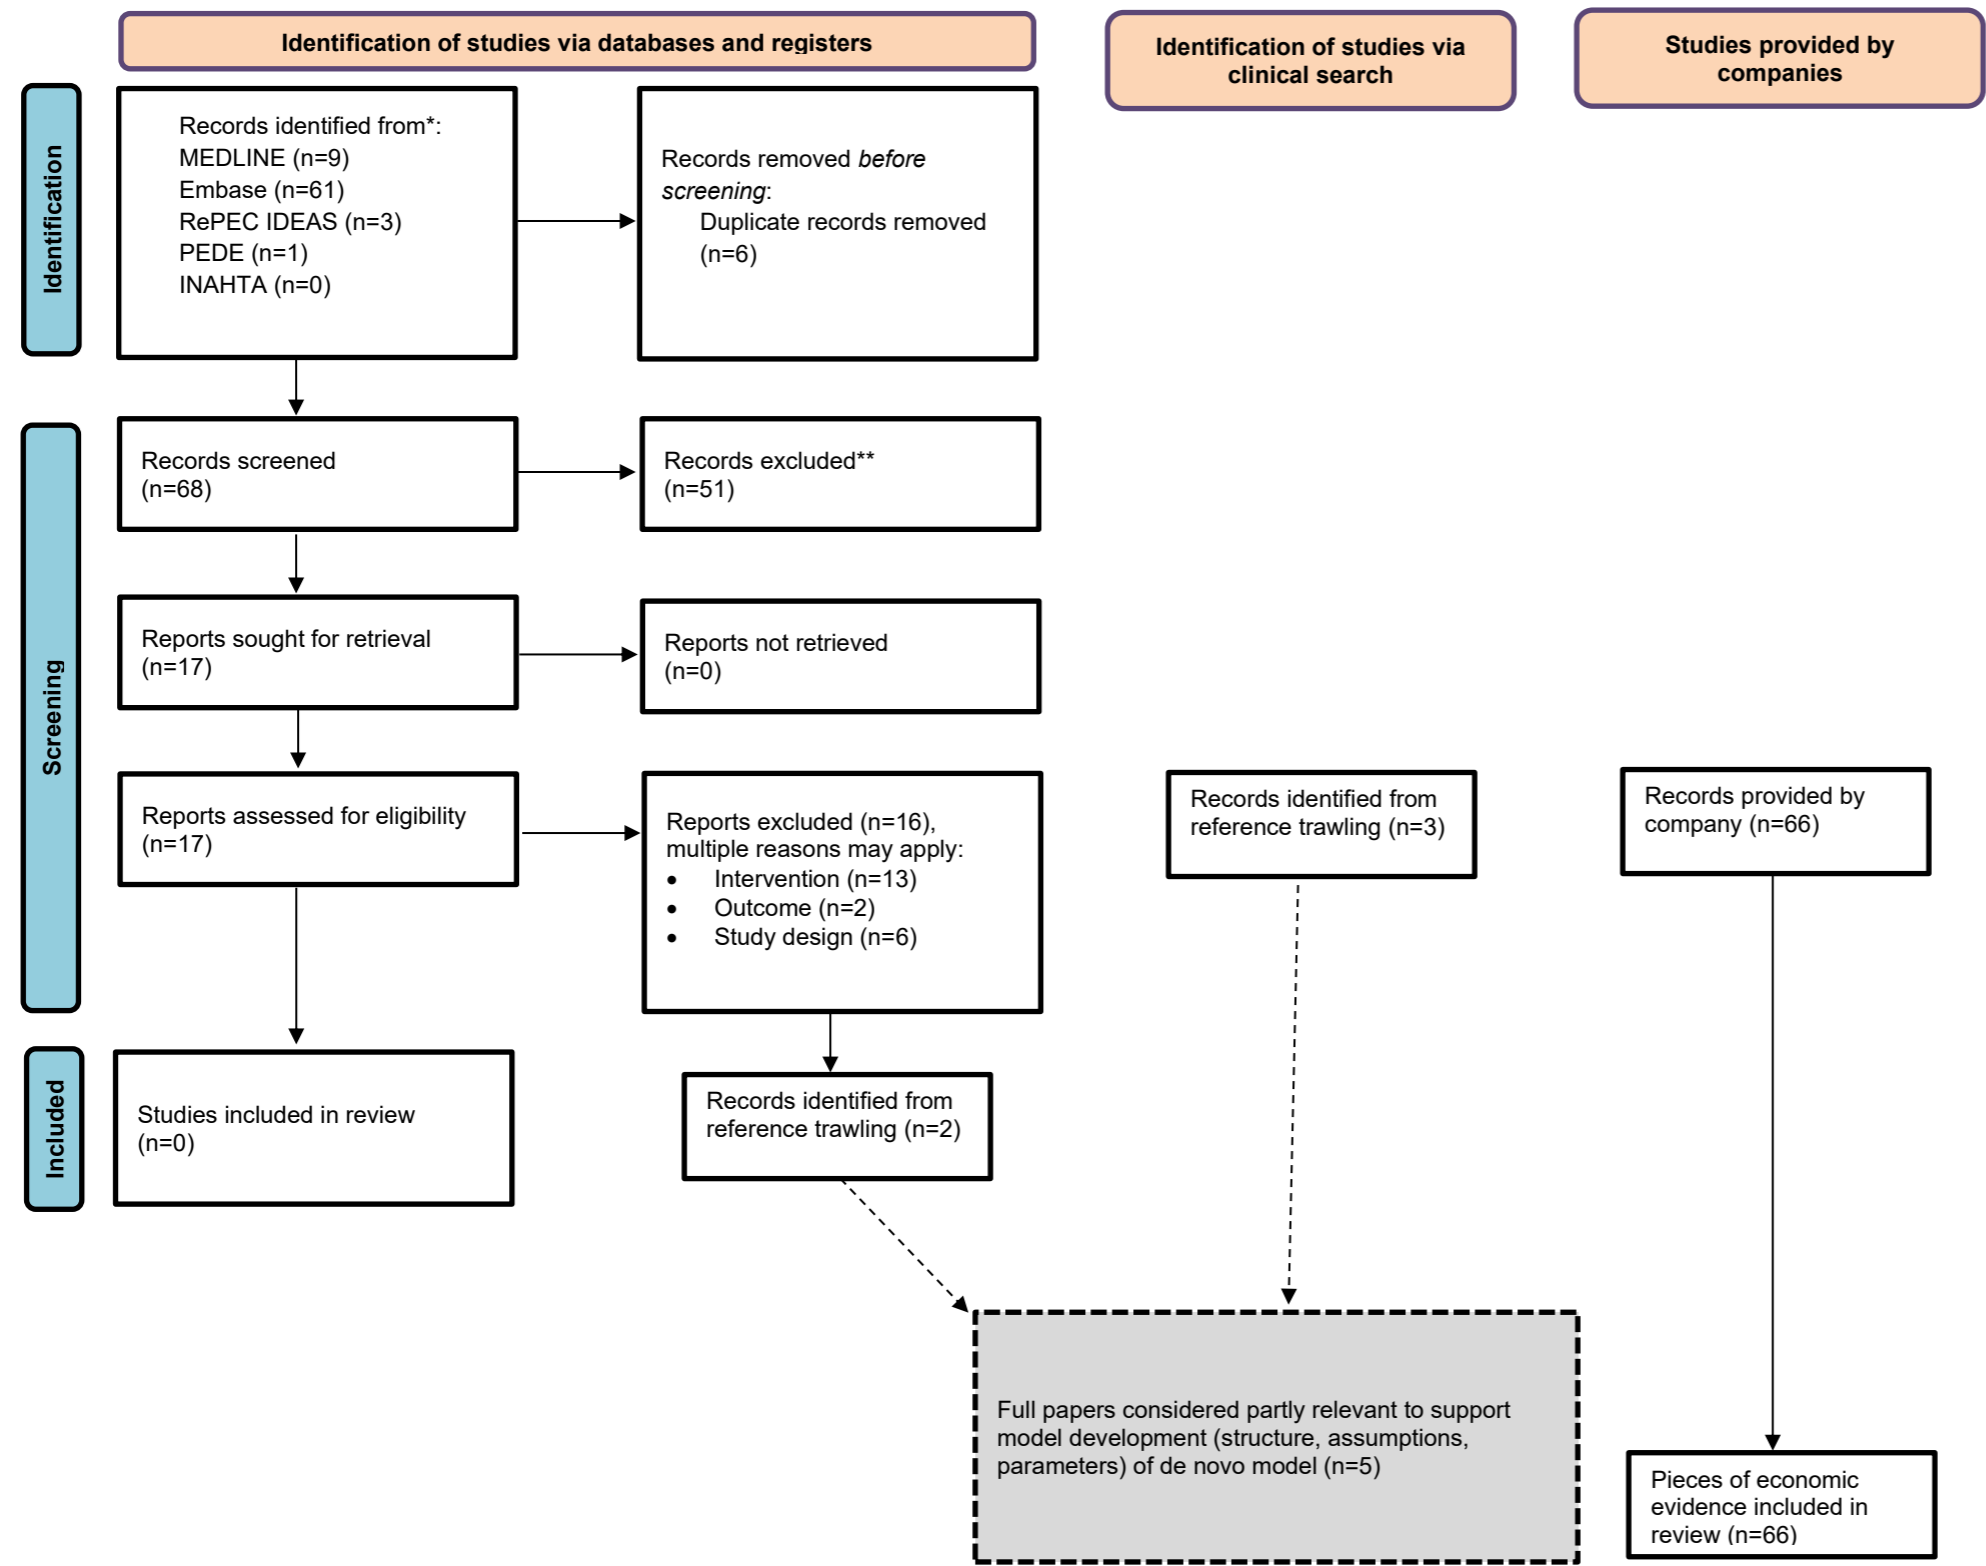 Identification of studies via databases and registers
Identification of studies via
clinical search
Studies provided by
companies
Identification
Records identified from*:
MEDLINE (n=9)
Embase (n=61)
RePEC IDEAS (n=3)
PEDE (n=1)
INAHTA (n=0)
Records removed before
screening:
Duplicate records removed
(n=6)
Screening
Records screened
(n=68)
Records excluded**
(n=51)
Reports sought for retrieval
(n=17)
Reports not retrieved
(n=0)
Reports assessed for eligibility
(n=17)
Reports excluded (n=16),
multiple reasons may apply:
• Intervention (n=13)
• Outcome (n=2)
• Study design (n=6)
Records identified from
reference trawling (n=3)
Records provided by
company (n=66)
Included
Studies included in review
(n=0)
Records identified from
reference trawling (n=2)
Full papers considered partly relevant to support
model development (structure, assumptions,
parameters) of de novo model (n=5)
Pieces of economic
evidence included in
review (n=66)